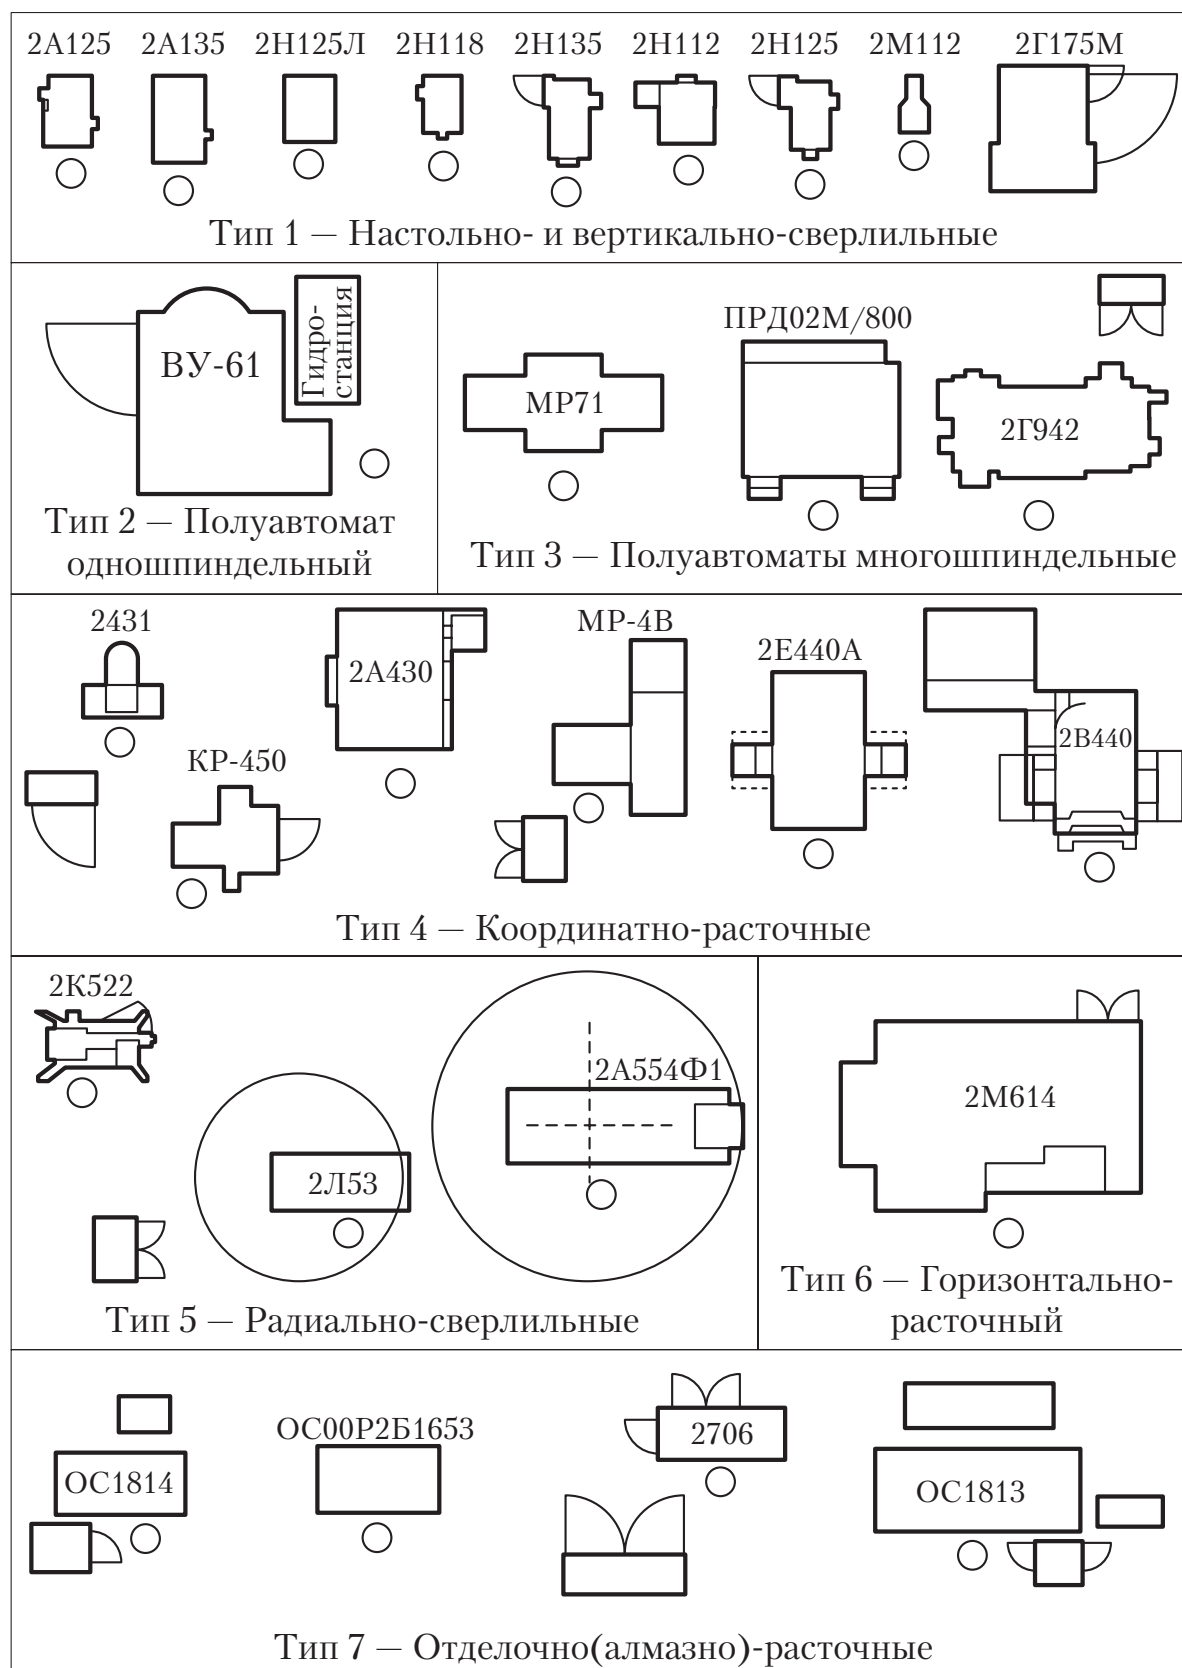 2А125 2А135 2Н125Л 2Н118 2Н135 2Н112 2Н125 2М112 2Г175М
Тип 1 — Настольно- и вертикально-сверлильные
ВУ-61
Гидро-
станция
Тип 2 — Полуавтомат
одношпиндельный
МР71
ПРД02М/800
2Г942
Тип 3 — Полуавтоматы многошпиндельные
2431
КР-450
2А430
МР-4В
2Е440А
2В440
Тип 4 — Координатно-расточные
2К522
2Л53
2А554Ф1
Тип 5 — Радиально-сверлильные
2М614
Тип 6 — Горизонтально-
расточный
ОС1814
ОС00Р2Б1653
2706
ОС1813
Тип 7 — Отделочно(алмазно)-расточные